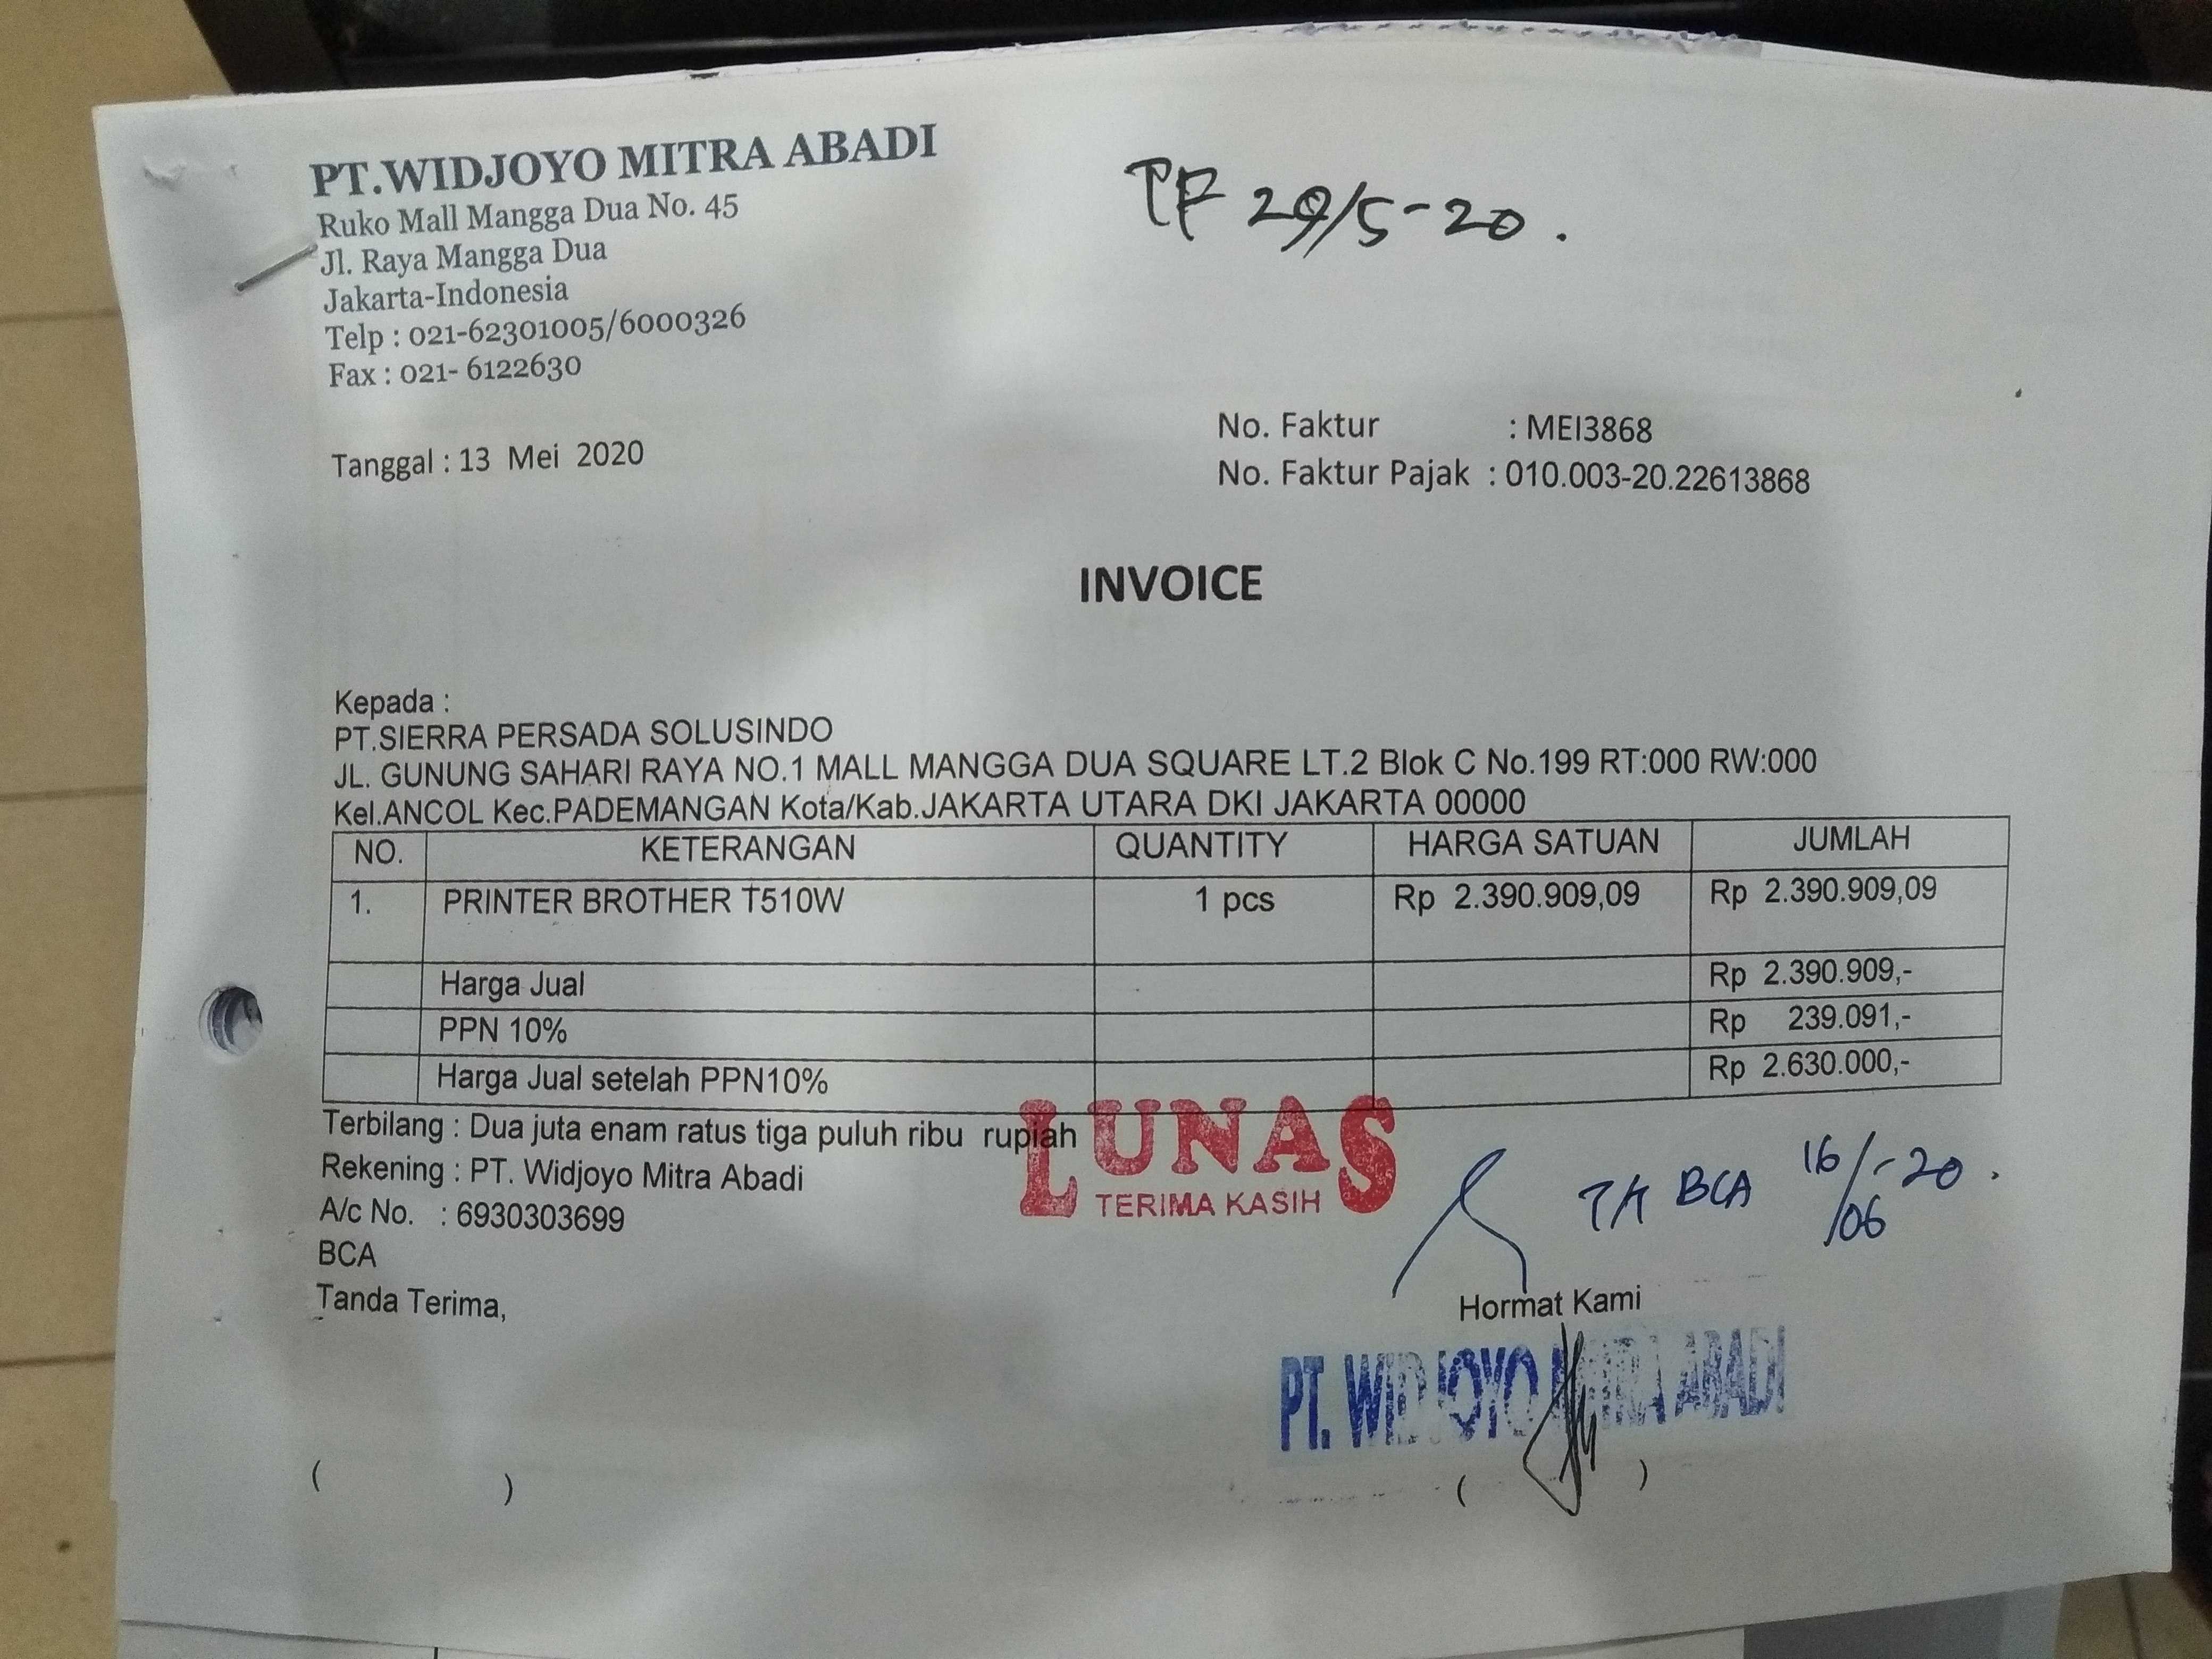 PT.WIDJOYO MITRA ABADI
Ruko Mall Mangga Dua No. 45
Jl. Raya Mangga Dua
Jakarta-Indonesia
Telp : 021-62301005/6000326
Fax : 021- 6122630
TF 29/5-20.
Tanggal : 13 Mei 2020
No. Faktur : MEI3868
No. Faktur Pajak : 010.003-20.22613868
INVOICE
Kepada :
PT.SIERRA PERSADA SOLUSINDO
JL. GUNUNG SAHARI RAYA NO.1 MALL MANGGA DUA SQUARE LT.2 Blok C No.199 RT:000 RW:000
Kel.ANCOL Kec.PADEMANGAN Kota/Kab.JAKARTA UTARA DKI JAKARTA 00000
NO. KETERANGAN QUANTITY HARGA SATUAN JUMLAH
1. PRINTER BROTHER T510W 1 pcs Rp 2.390.909,09 Rp 2.390.909,09
Harga Jual Rp 2.390.909,-
PPN 10% Rp 239.091,-
Harga Jual setelah PPN10% Rp 2.630.000,-
Terbilang : Dua juta enam ratus tiga puluh ribu rupiah
Rekening : PT. Widjoyo Mitra Abadi
A/c No. : 6930303699
BCA
Tanda Terima,
LUNAS
TERIMA KASIH
BCA 16/06-20.
Hormat Kami
PT. WIDJOYO MITRA ABADI
( )
( )